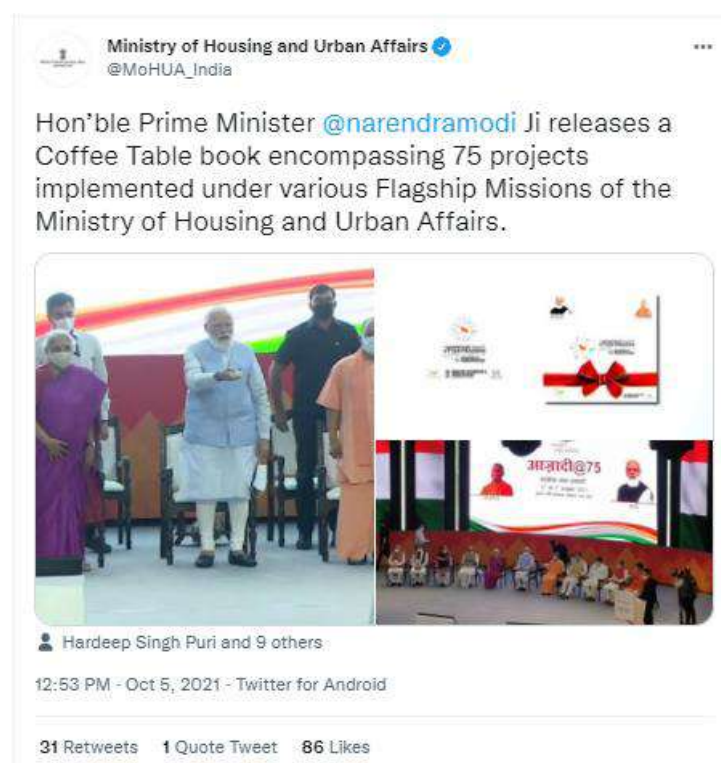 Ministry of Housing and Urban Affairs
@MoHUA_India
Hon'ble Prime Minister @narendramodi Ji releases a
Coffee Table book encompassing 75 projects
implemented under various Flagship Missions of the
Ministry of Housing and Urban Affairs.
आज़ादी@75
Hardeep Singh Puri and 9 others
12:53 PM - Oct 5, 2021 - Twitter for Android
31 Retweets 1 Quote Tweet 86 Likes